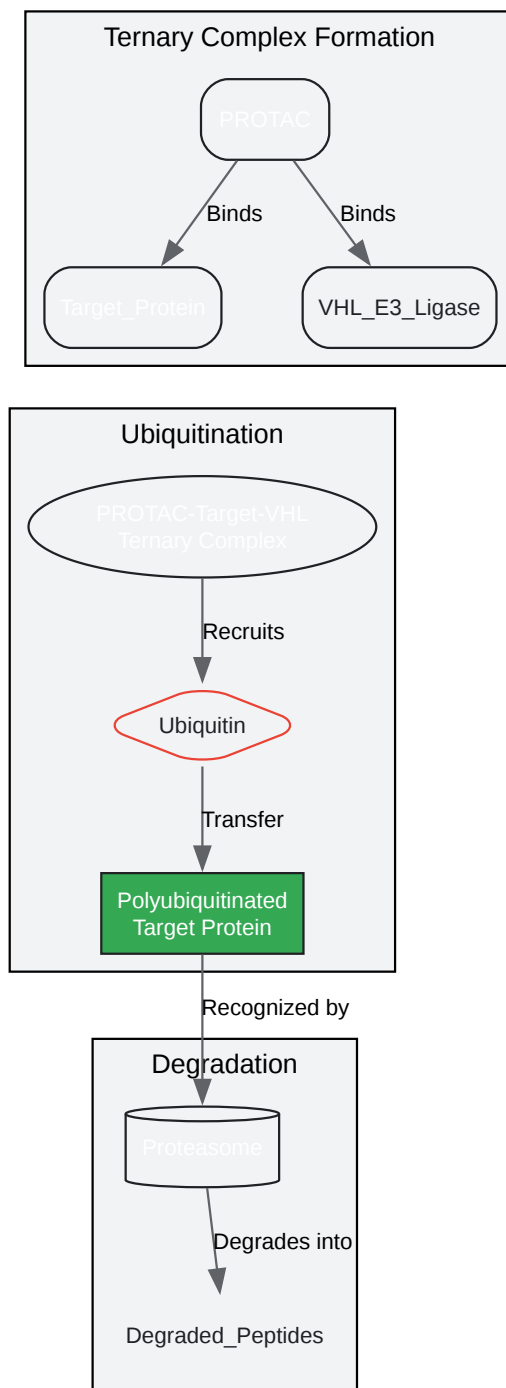 Ternary Complex Formation
PROTAC
Binds
Binds
Target_Protein
VHL_E3_Ligase
Ubiquitination
PROTAC-Target-VHL
Ternary Complex
Recruits
Ubiquitin
Transfer
Polyubiquitinated
Target Protein
Recognized by
Degradation
Proteasome
Degrades into
Degraded_Peptides